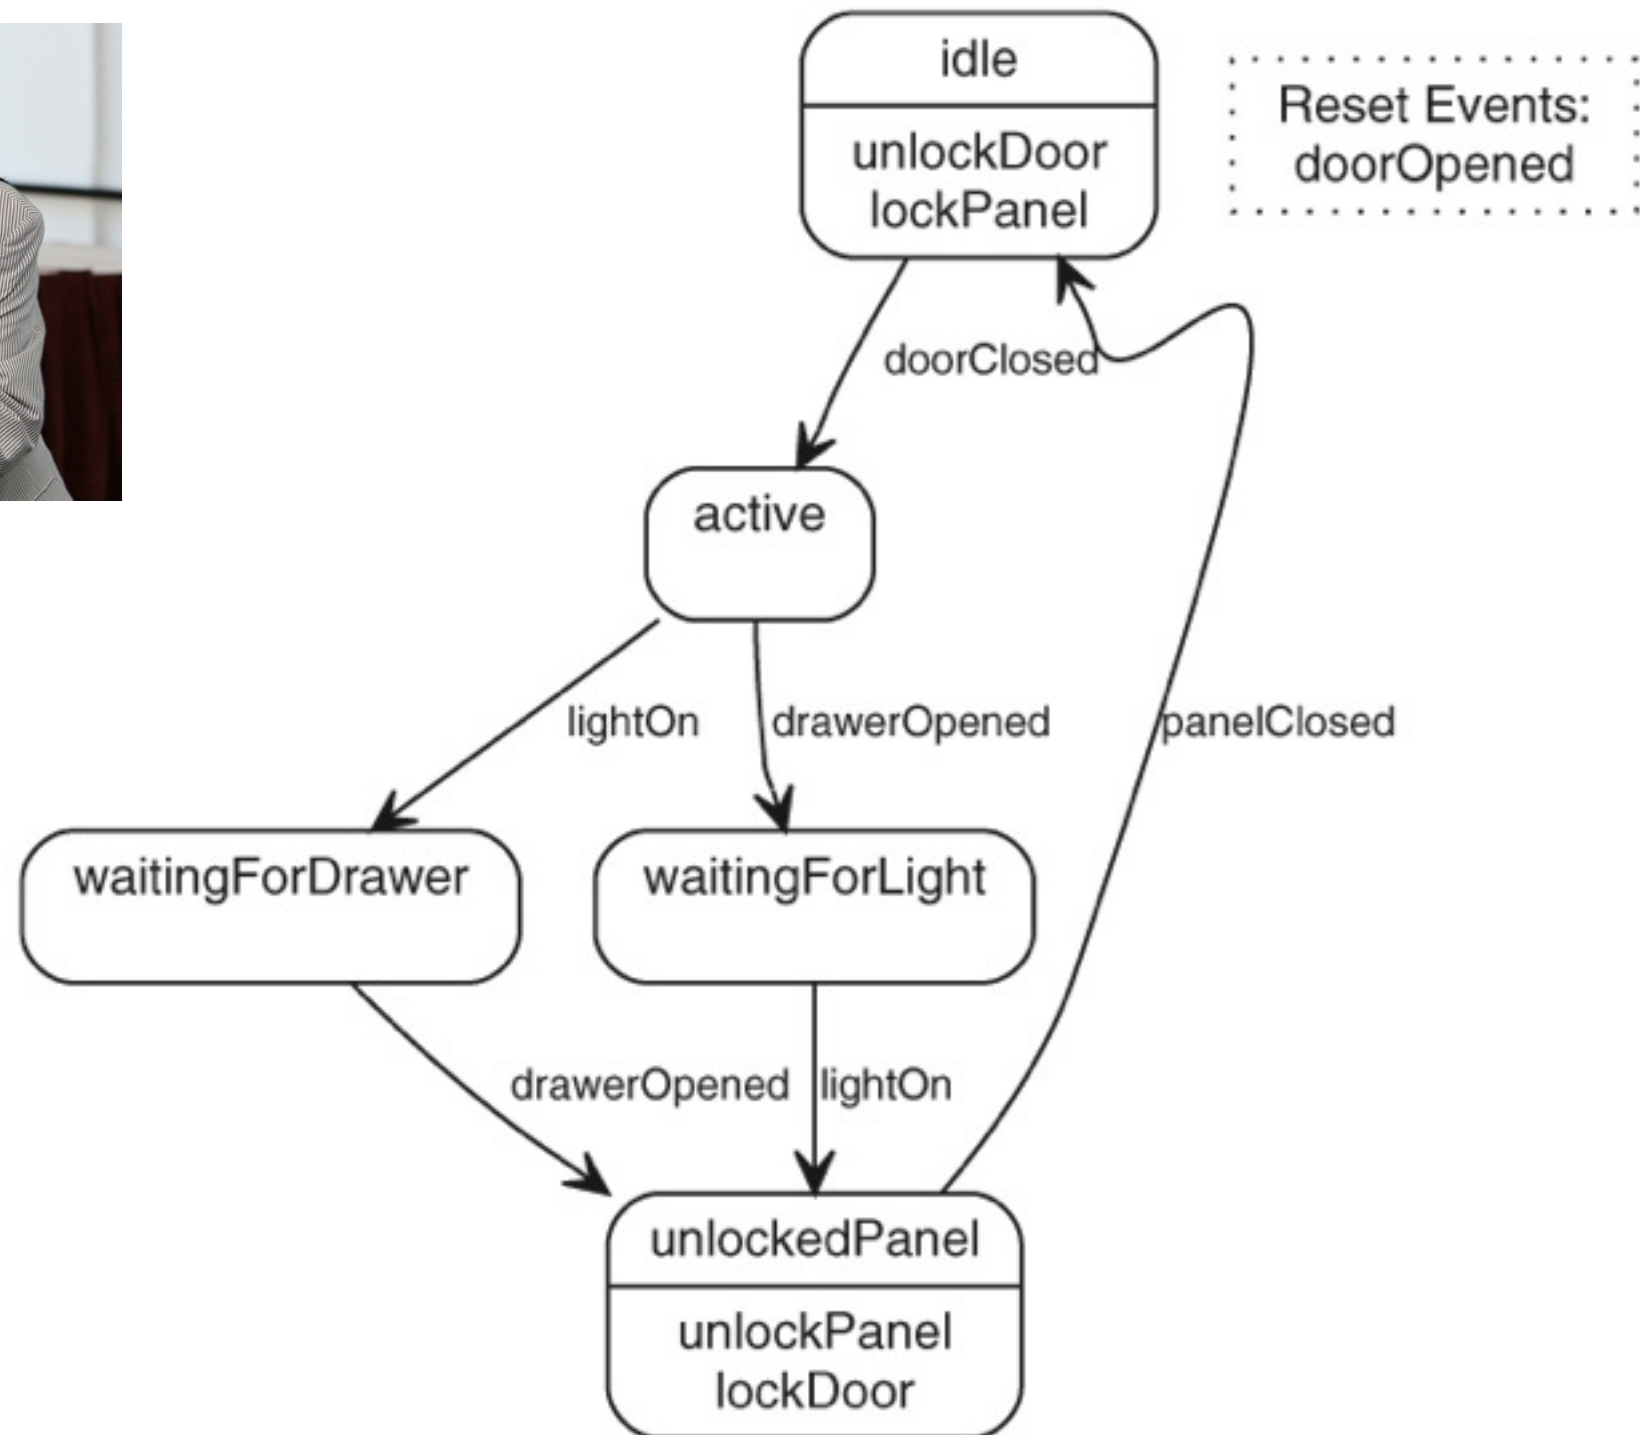 idle
unlockDoor
lockPanel
Reset Events:
doorOpened
doorClosed
active
lightOn
drawerOpened
panelClosed
waitingForDrawer
waitingForLight
drawerOpened
lightOn
unlockedPanel
unlockPanel
lockDoor